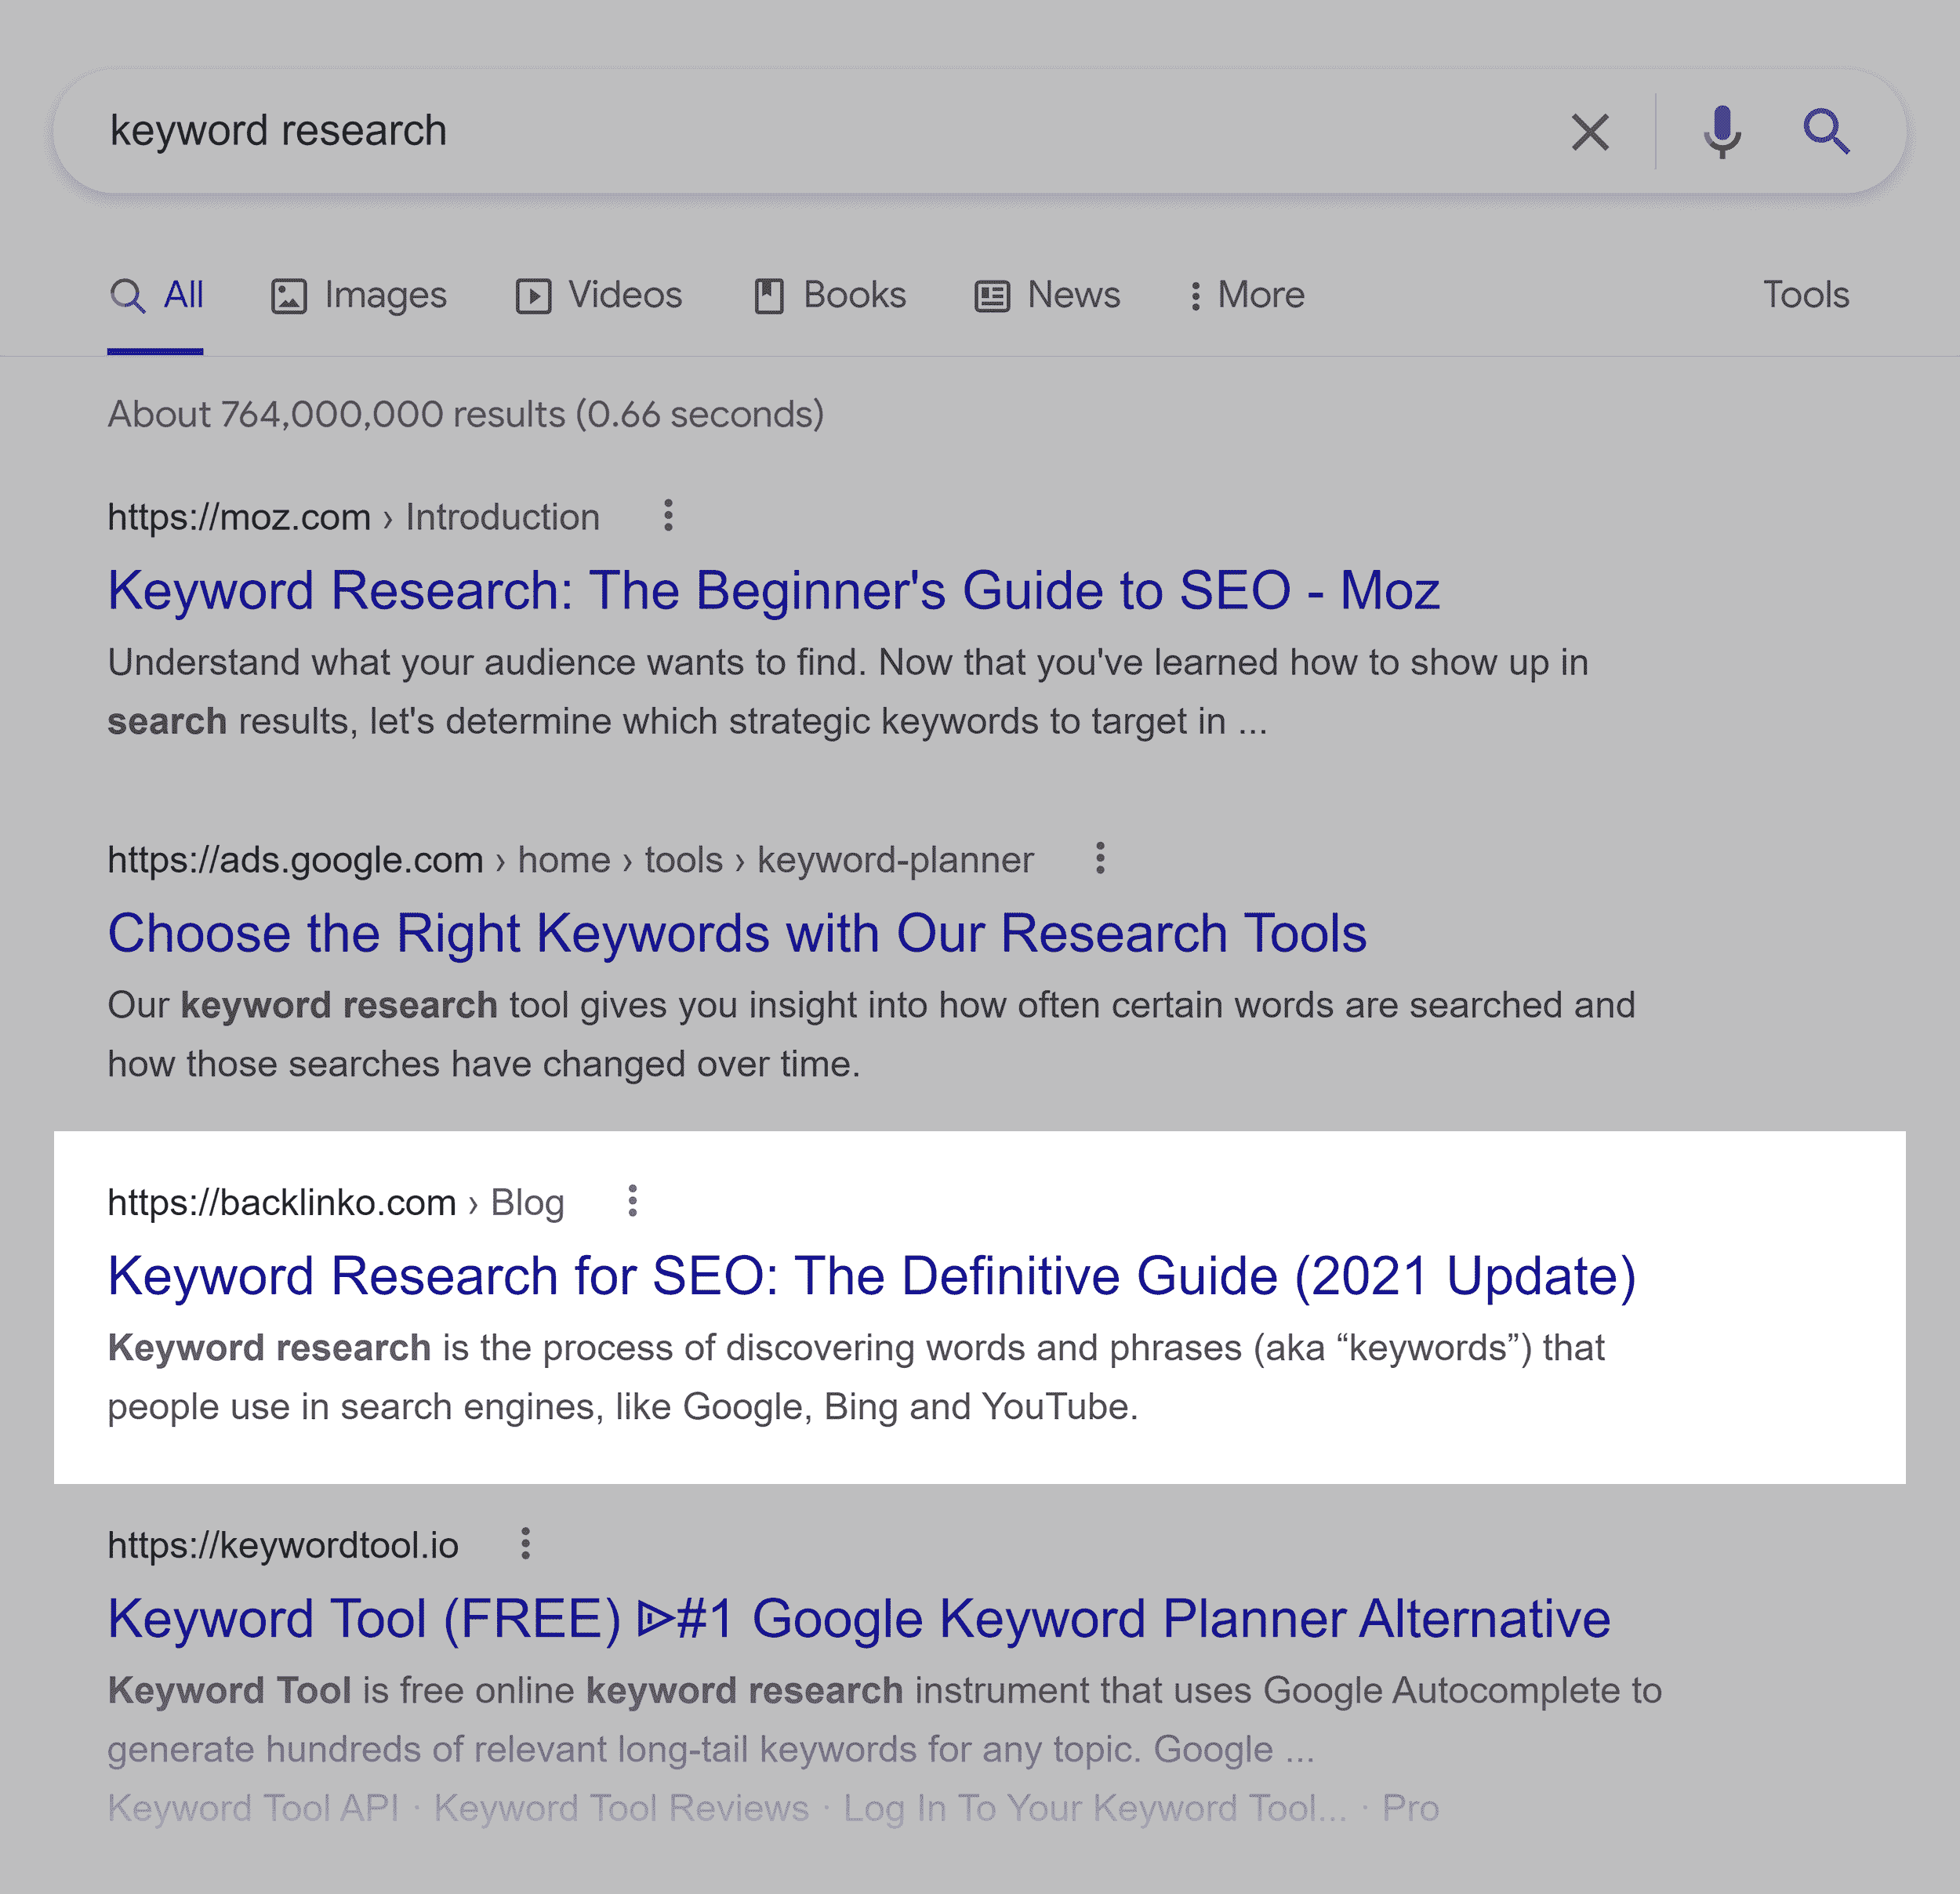 keyword research
All Images Videos Books News More Tools
About 764,000,000 results (0.66 seconds)
https://moz.com › Introduction
Keyword Research: The Beginner's Guide to SEO - Moz
Understand what your audience wants to find. Now that you've learned how to show up in
search results, let's determine which strategic keywords to target in ...
https://ads.google.com › home › tools › keyword-planner
Choose the Right Keywords with Our Research Tools
Our keyword research tool gives you insight into how often certain words are searched and
how those searches have changed over time.
https://backlinko.com › Blog
Keyword Research for SEO: The Definitive Guide (2021 Update)
Keyword research is the process of discovering words and phrases (aka “keywords”) that
people use in search engines, like Google, Bing and YouTube.
https://keywordtool.io
Keyword Tool (FREE) ᐈ#1 Google Keyword Planner Alternative
Keyword Tool is free online keyword research instrument that uses Google Autocomplete to
generate hundreds of relevant long-tail keywords for any topic. Google ...
Keyword Tool API · Keyword Tool Reviews · Log In To Your Keyword Tool... · Pro